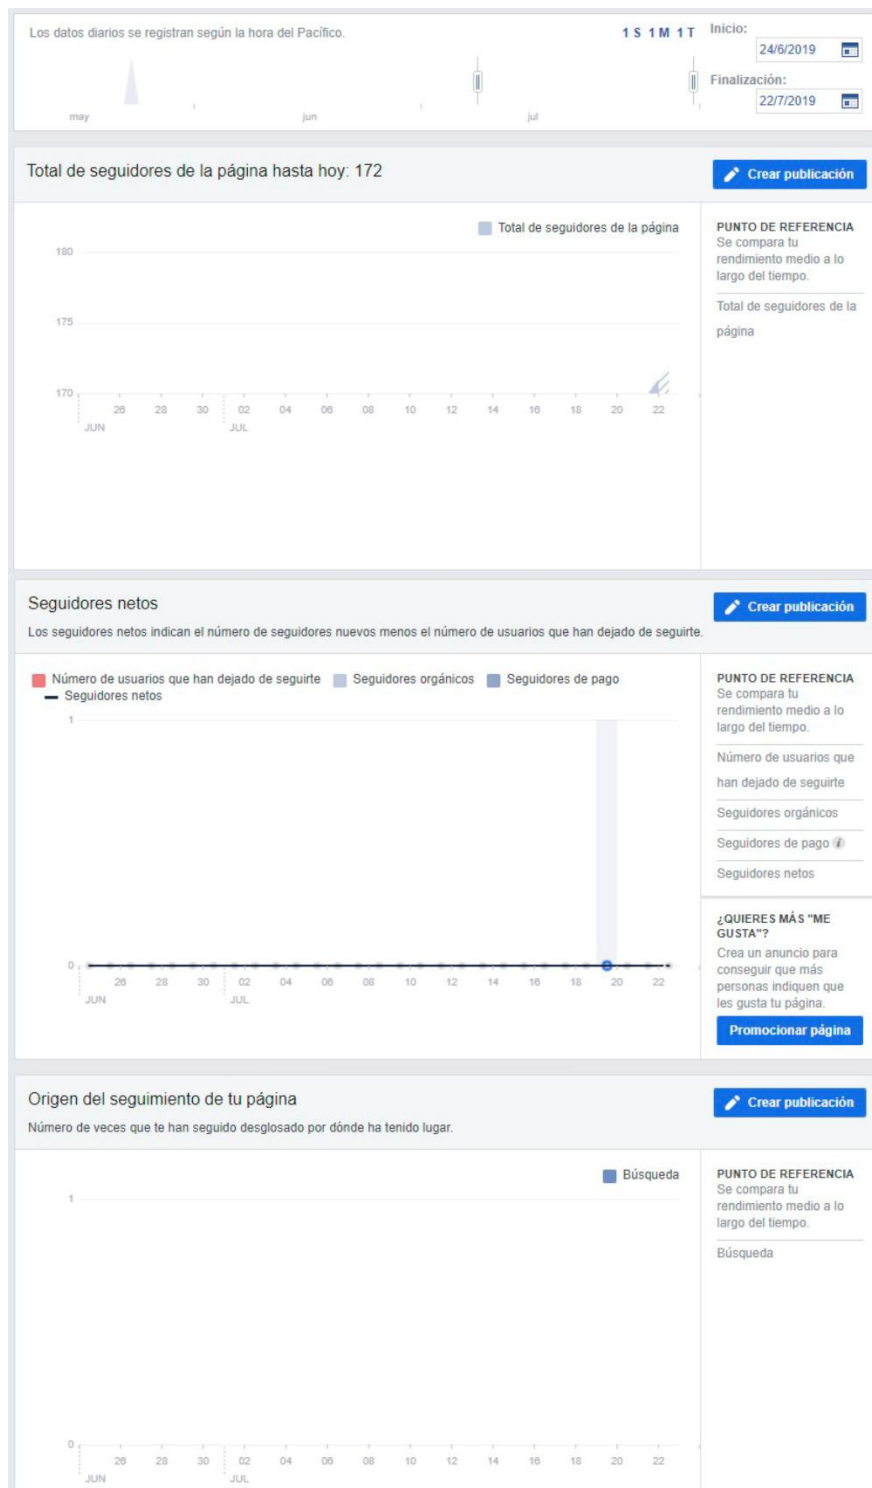 Los datos diarios se registran según la hora del Pacífico.
1 S 1 M 1 T
Inicio:
24/6/2019
Finalización:
22/7/2019
may jun jul
Total de seguidores de la página hasta hoy: 172
Crear publicación
Total de seguidores de la página
180
175
170
26 28 30 02 04 06 08 10 12 14 16 18 20 22
JUN JUL
PUNTO DE REFERENCIA
Se compara tu
rendimiento medio a lo
largo del tiempo.
Total de seguidores de la
página
Seguidores netos
Los seguidores netos indican el número de seguidores nuevos menos el número de usuarios que han dejado de seguirte.
Crear publicación
Número de usuarios que han dejado de seguirte Seguidores orgánicos Seguidores de pago
Seguidores netos
1
0
26 28 30 02 04 06 08 10 12 14 16 18 20 22
JUN JUL
PUNTO DE REFERENCIA
Se compara tu
rendimiento medio a lo
largo del tiempo.
Número de usuarios que
han dejado de seguirte
Seguidores orgánicos
Seguidores de pago i
Seguidores netos
¿QUIERES MÁS "ME
GUSTA"?
Crea un anuncio para
conseguir que más
personas indiquen que
les gusta tu página.
Promocionar página
Origen del seguimiento de tu página
Número de veces que te han seguido desglosado por dónde ha tenido lugar.
Crear publicación
Búsqueda
1
0
26 28 30 02 04 06 08 10 12 14 16 18 20 22
JUN JUL
PUNTO DE REFERENCIA
Se compara tu
rendimiento medio a lo
largo del tiempo.
Búsqueda